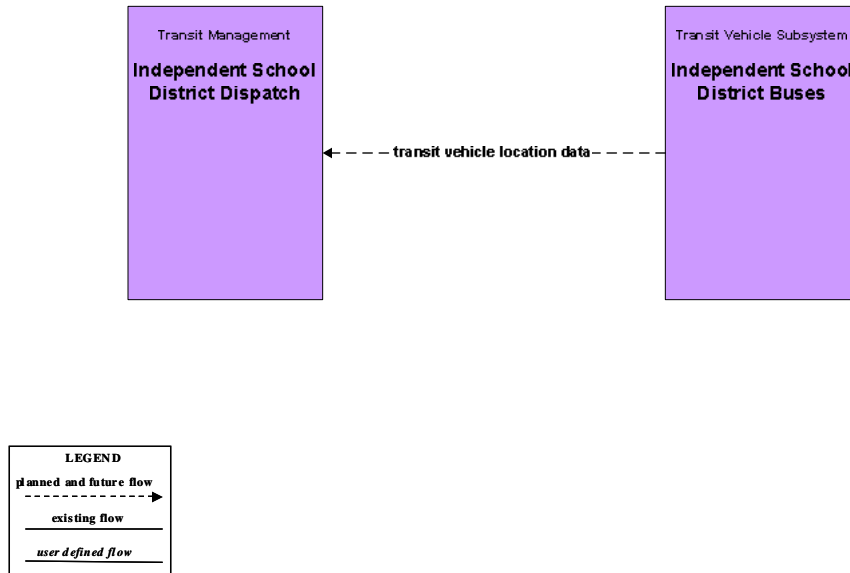 Transit Management
Independent School
District Dispatch
Transit Vehicle Subsystem
Independent School
District Buses
transit vehicle location data
LEGEND
planned and future flow
existing flow
user defined flow